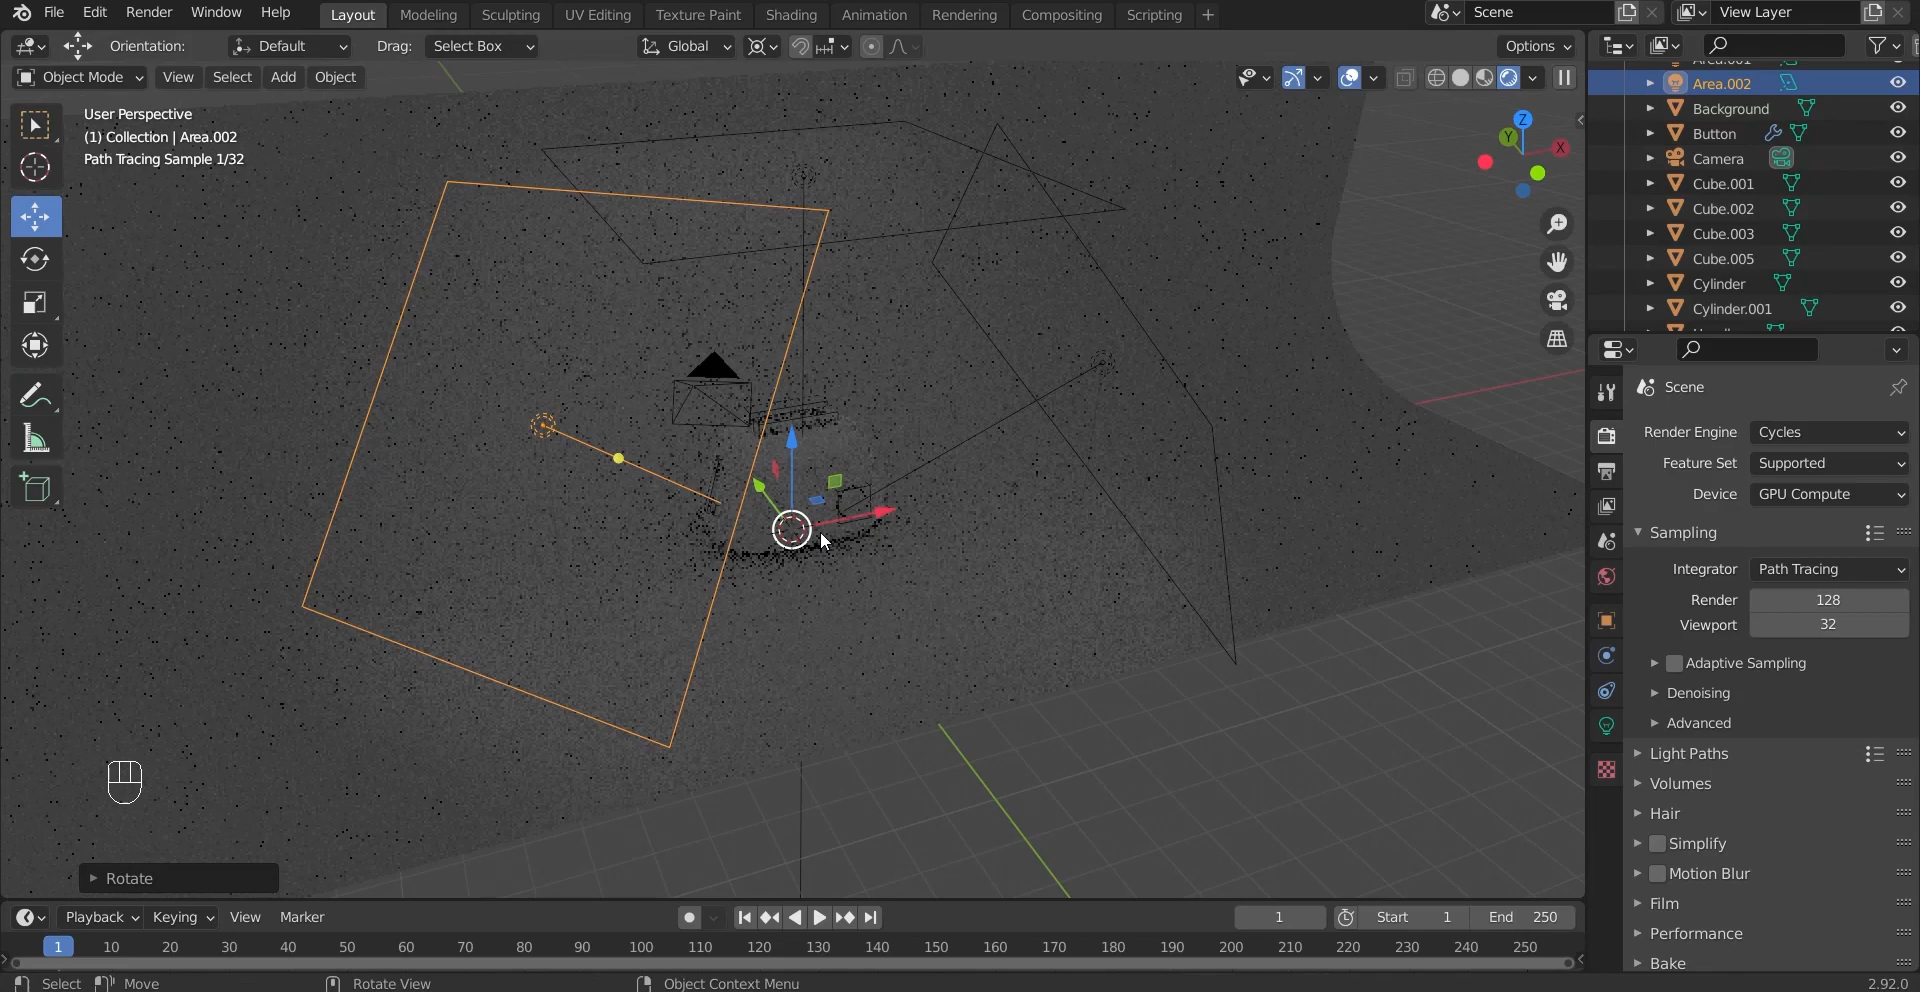 File Edit Render Window Help Layout Modeling Sculpting UV Editing Texture Paint Shading Animation Rendering Compositing Scripting + Scene View Layer
Orientation: Default Drag: Select Box Global Options
Object Mode View Select Add Object
User Perspective
(1) Collection | Area.002
Path Tracing Sample 1/32
Z
Y
X
Area.002
Background
Button
Camera
Cube.001
Cube.002
Cube.003
Cube.005
Cylinder
Cylinder.001
Scene
Render Engine Cycles
Feature Set Supported
Device GPU Compute
Sampling
Integrator Path Tracing
Render 128
Viewport 32
Adaptive Sampling
Denoising
Advanced
Light Paths
Volumes
Hair
Simplify
Motion Blur
Film
Performance
Bake
Rotate
Playback Keying View Marker 1 Start 1 End 250
1 10 20 30 40 50 60 70 80 90 100 110 120 130 140 150 160 170 180 190 200 210 220 230 240 250
Select Move Rotate View Object Context Menu 2.92.0